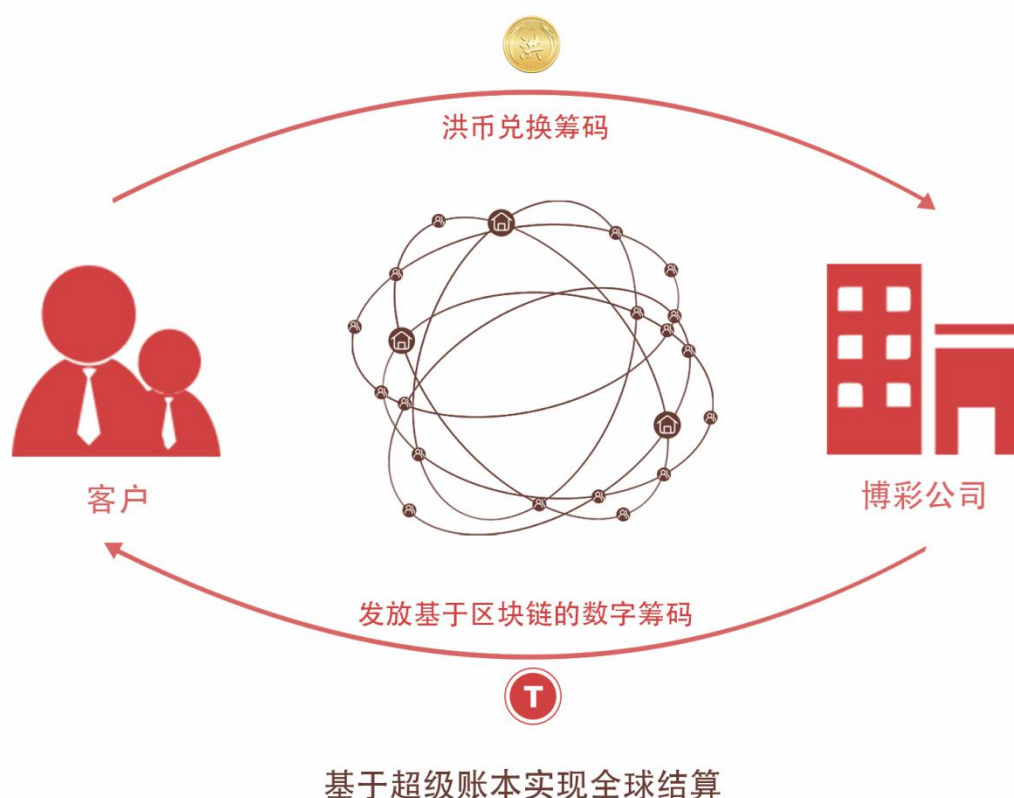 洪
洪币兑换筹码
客户
博彩公司
发放基于区块链的数字筹码
T
基于超级账本实现全球结算